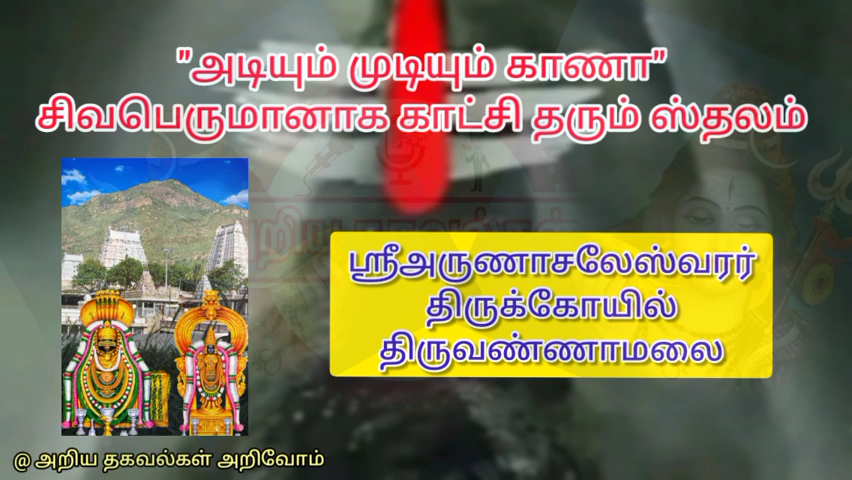 "அடியும் முடியும் காணா"
சிவபெருமானாக காட்சி தரும் ஸ்தலம்
ஸ்ரீஅருணாசலேஸ்வரர்
திருக்கோயில்
திருவண்ணாமலை
@ அறிய தகவல்கள் அறிவோம்